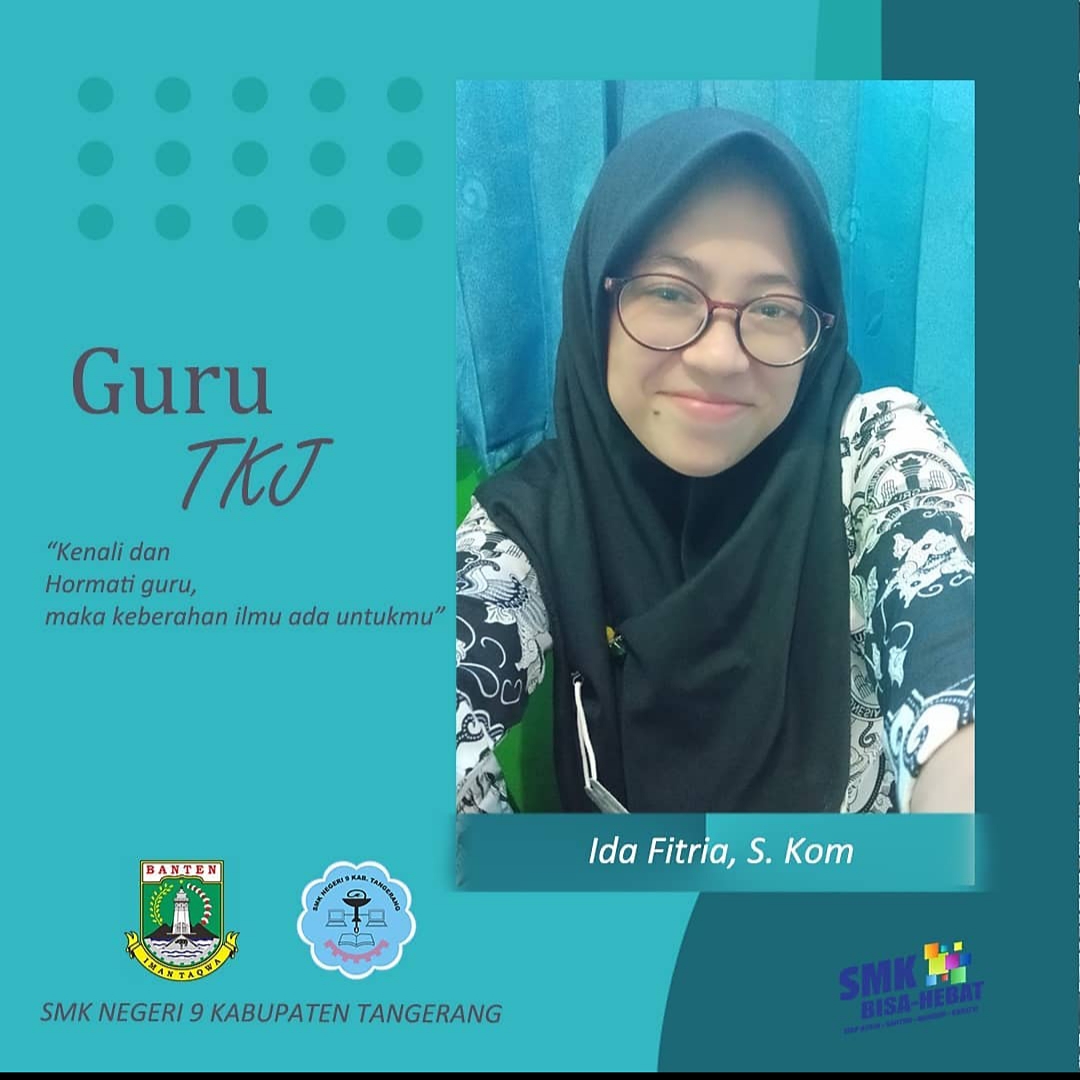 Guru
TKJ
“Kenali dan
Hormati guru,
maka keberahan ilmu ada untukmu”
Ida Fitria, S. Kom
BANTEN
IMAN TAQWA
SMK NEGERI 9 KAB. TANGERANG
SMK NEGERI 9 KABUPATEN TANGERANG
SMK
BISA-HEBAT